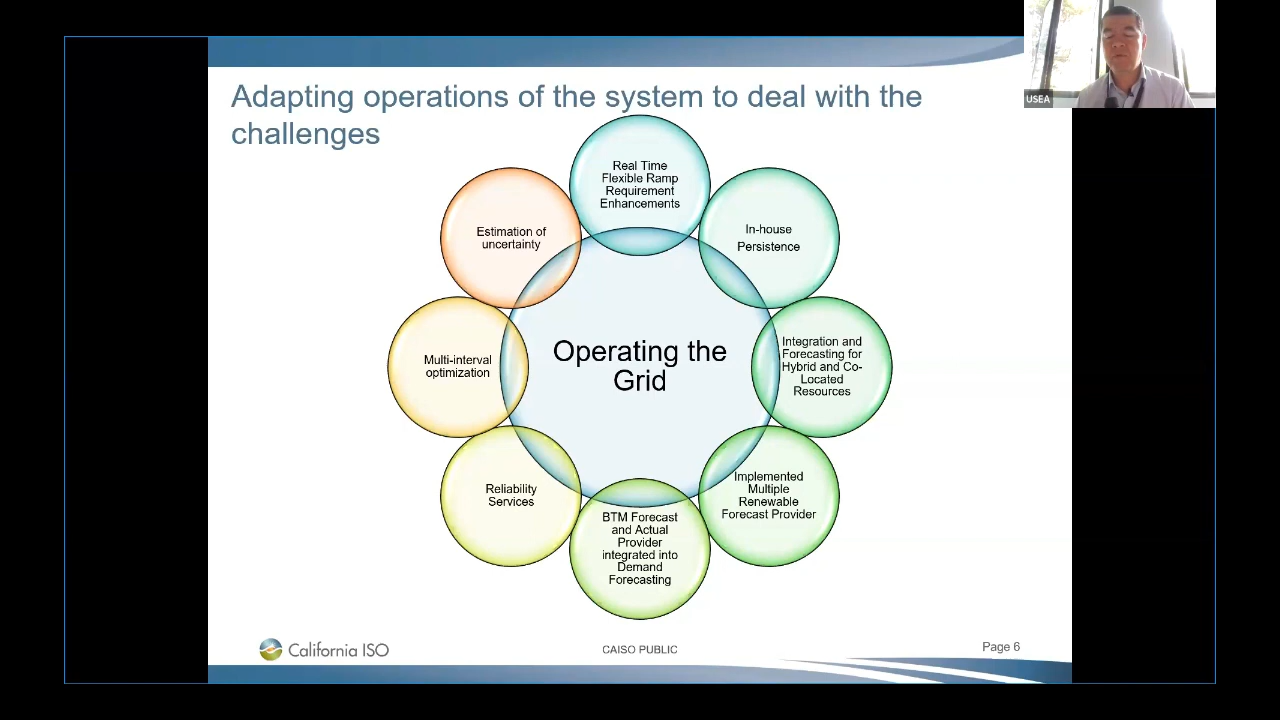 USEA
Adapting operations of the system to deal with the
challenges
Real Time
Flexible Ramp
Requirement
Enhancements
In-house
Persistence
Integration and
Forecasting for
Hybrid and Co-
Located
Resources
Implemented
Multiple
Renewable
Forecast Provider
BTM Forecast
and Actual
Provider
integrated into
Demand
Forecasting
Reliability
Services
Multi-interval
optimization
Estimation of
uncertainty
Operating the
Grid
California ISO
CAISO PUBLIC
Page 6